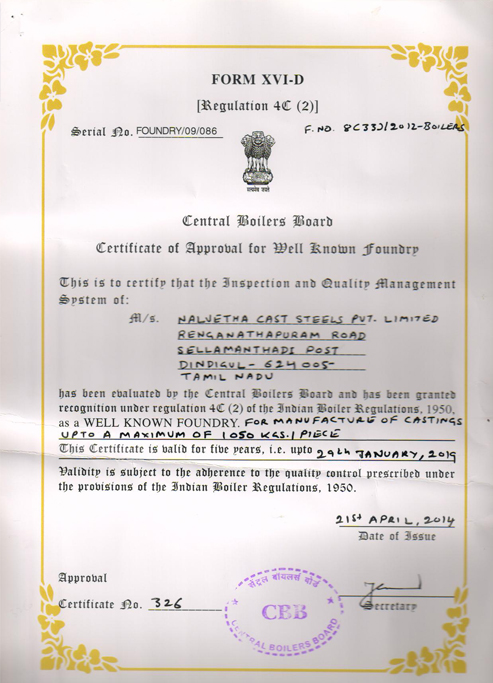 FORM XVI-D
[Regulation 4C (2)]
Serial No. FOUNDRY/09/086
F. NO. 8(33)/2012-BOILERS
सत्यमेव जयते
Central Boilers Board
Certificate of Approval for Well Known Foundry
This is to certify that the Inspection and Quality Management
System of:
M/s. NALVETHA CAST STEELS PVT. LIMITED
RENGANATHAPURAM ROAD
SELLAMANTHADI POST
DINDIGUL - 624 005-
TAMIL NADU
has been evaluated by the Central Boilers Board and has been granted
recognition under regulation 4C (2) of the Indian Boiler Regulations, 1950,
as a WELL KNOWN FOUNDRY. FOR MANUFACTURE OF CASTINGS
UPTO A MAXIMUM OF 1050 KGS./PIECE
This Certificate is valid for five years, i.e. upto 29th JANUARY, 2019
Validity is subject to the adherence to the quality control prescribed under
the provisions of the Indian Boiler Regulations, 1950.
21st APRIL, 2014
Date of Issue
Approval
Certificate No. 326
सेंट्रल बॉयलर्स बोर्ड
CBB
CENTRAL BOILERS BOARD
Secretary